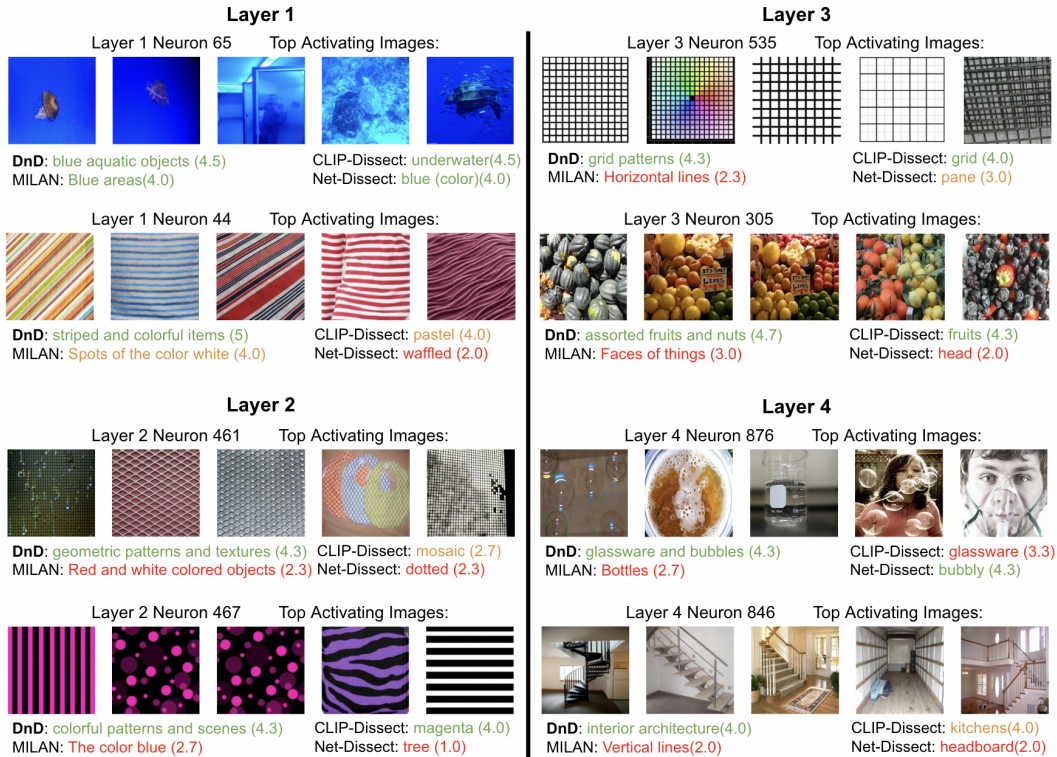 Layer 1
Layer 1 Neuron 65 Top Activating Images:
DnD: blue aquatic objects (4.5) CLIP-Dissect: underwater(4.5)
MILAN: Blue areas(4.0) Net-Dissect: blue (color)(4.0)
Layer 1 Neuron 44 Top Activating Images:
DnD: striped and colorful items (5) CLIP-Dissect: pastel (4.0)
MILAN: Spots of the color white (4.0) Net-Dissect: waffled (2.0)
Layer 2
Layer 2 Neuron 461 Top Activating Images:
DnD: geometric patterns and textures (4.3) CLIP-Dissect: mosaic (2.7)
MILAN: Red and white colored objects (2.3) Net-Dissect: dotted (2.3)
Layer 2 Neuron 467 Top Activating Images:
DnD: colorful patterns and scenes (4.3) CLIP-Dissect: magenta (4.0)
MILAN: The color blue (2.7) Net-Dissect: tree (1.0)
Layer 3
Layer 3 Neuron 535 Top Activating Images:
DnD: grid patterns (4.3) CLIP-Dissect: grid (4.0)
MILAN: Horizontal lines (2.3) Net-Dissect: pane (3.0)
Layer 3 Neuron 305 Top Activating Images:
DnD: assorted fruits and nuts (4.7) CLIP-Dissect: fruits (4.3)
MILAN: Faces of things (3.0) Net-Dissect: head (2.0)
Layer 4
Layer 4 Neuron 876 Top Activating Images:
DnD: glassware and bubbles (4.3) CLIP-Dissect: glassware (3.3)
MILAN: Bottles (2.7) Net-Dissect: bubbly (4.3)
Layer 4 Neuron 846 Top Activating Images:
DnD: interior architecture(4.0) CLIP-Dissect: kitchens(4.0)
MILAN: Vertical lines(2.0) Net-Dissect: headboard(2.0)